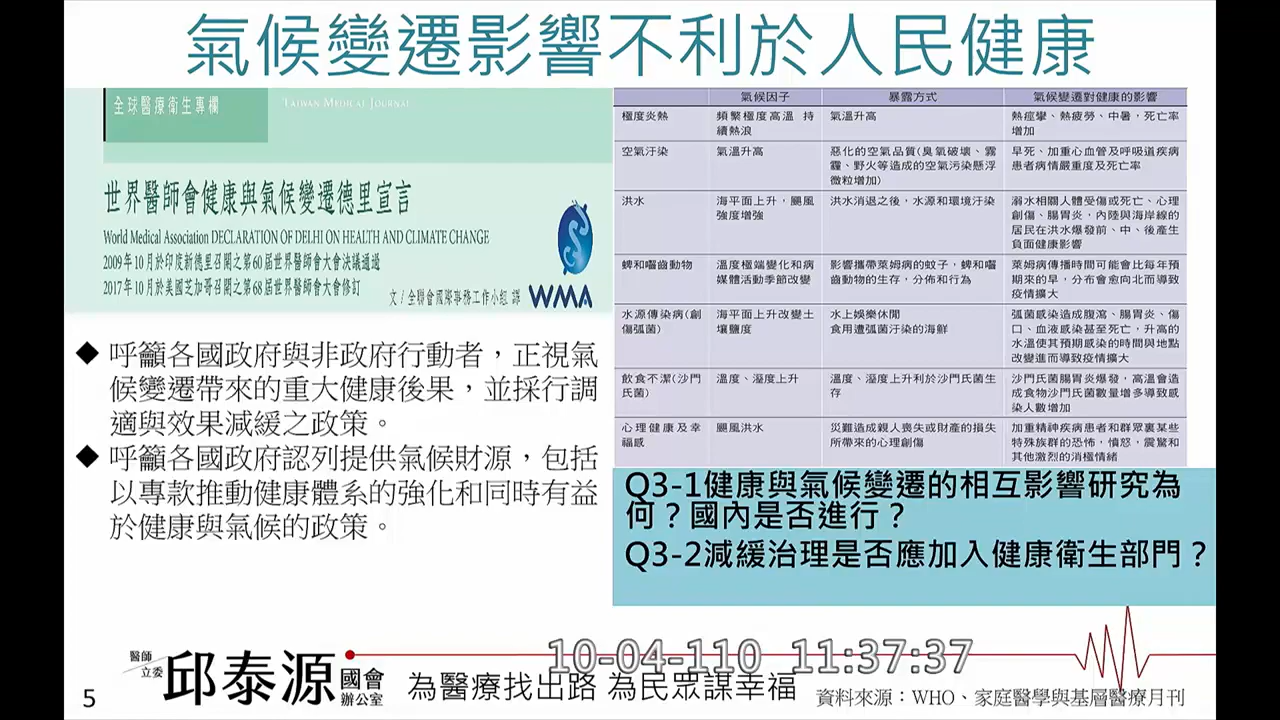 氣候變遷影響不利於人民健康
全球醫療衛生專欄
TAIWAN MEDICAL JOURNAL
世界醫師會健康與氣候變遷德里宣言
World Medical Association DECLARATION OF DELHI ON HEALTH AND CLIMATE CHANGE
2009年10月於印度新德里召開之第60屆世界醫師會大會決議通過
2017年10月於美國芝加哥召開之第68屆世界醫師會大會修訂
文/全聯會國際事務工作小組 譯
WMA
◆ 呼籲各國政府與非政府行動者，正視氣
候變遷帶來的重大健康後果，並採行調
適與效果減緩之政策。
◆ 呼籲各國政府認列提供氣候財源，包括
以專款推動健康體系的強化和同時有益
於健康與氣候的政策。
氣候因子 暴露方式 氣候變遷對健康的影響
極度炎熱 頻繁極度高溫 持 氣溫升高 熱痙攣、熱疲勞、中暑，死亡率
續熱浪 增加
空氣汙染 氣溫升高 惡化的空氣品質(臭氧破壞、霧 早死、加重心血管及呼吸道疾病
霾、野火等造成的空氣污染懸浮 患者病情嚴重度及死亡率
微粒增加)
洪水 海平面上升，颶風 洪水消退之後，水源和環境汙染 溺水相關人體受傷或死亡、心理
強度增強 創傷、腸胃炎，內陸與海岸線的
居民在洪水爆發前、中、後產生
負面健康影響
蜱和囓齒動物 溫度極端變化和病 影響攜帶萊姆病的蚊子，蜱和囓 萊姆病傳播時間可能會比每年預
媒體活動季節改變 齒動物的生存，分佈和行為 期來的早，分布會愈向北而導致
疫情擴大
水源傳染病(創 海平面上升改變土 水上娛樂休閒 弧菌感染造成腹瀉、腸胃炎、傷
傷弧菌) 壤鹽度 食用遭弧菌汙染的海鮮 口、血液感染甚至死亡，升高的
水溫使其預期感染的時間與地點
改變進而導致疫情擴大
飲食不潔(沙門 溫度、溼度上升 溫度、溼度上升利於沙門氏菌生 沙門氏菌腸胃炎爆發，高溫會造
氏菌) 存 成食物沙門氏菌數量增多導致感
染人數增加
心理健康及幸 颶風洪水 災難造成親人喪失或財產的損失 加重精神疾病患者和群眾裏某些
福感 所帶來的心理創傷 特殊族群的恐怖，憤怒，震驚和
其他激烈的消極情緒
Q3-1健康與氣候變遷的相互影響研究為
何？國內是否進行？
Q3-2減緩治理是否應加入健康衛生部門？
醫師
立委
邱泰源
國會
辦公室
為醫療找出路 為民眾謀幸福
10-04-110 11:37:37
資料來源：WHO、家庭醫學與基層醫療月刊
5